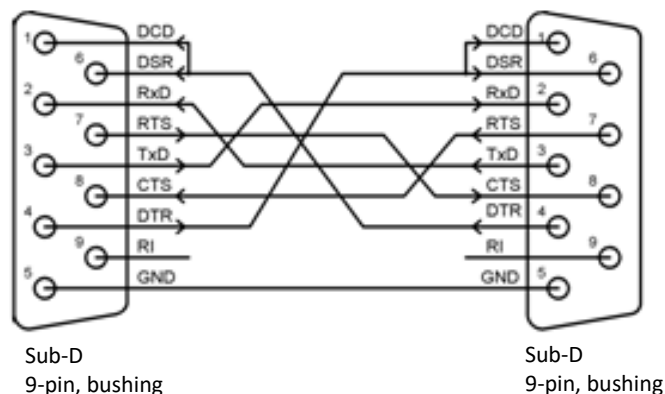 1 DCD DCD 1
6 DSR DSR 6
2 RxD RxD 2
7 RTS RTS 7
3 TxD TxD 3
8 CTS CTS 8
4 DTR DTR 4
9 RI RI 9
5 GND GND 5
Sub-D Sub-D
9-pin, bushing 9-pin, bushing